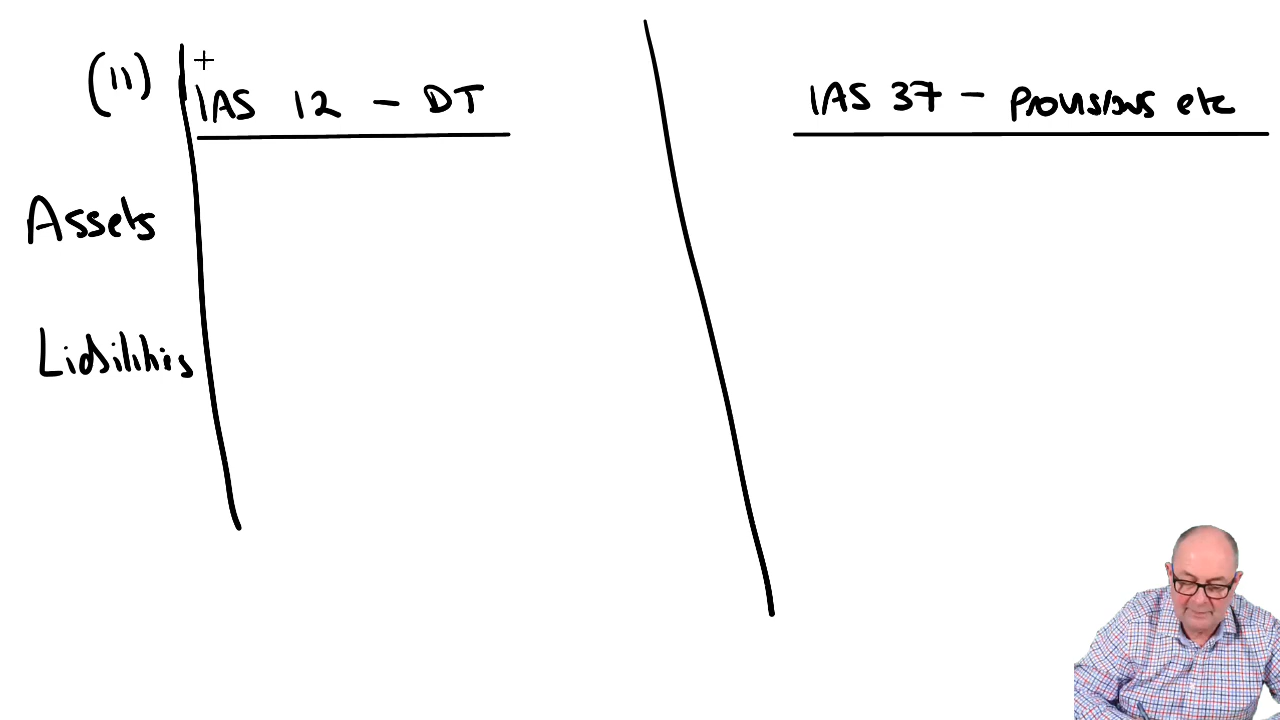 (11)
IAS 12 - DT
IAS 37 - Provisions etc
Assets
Liabilities